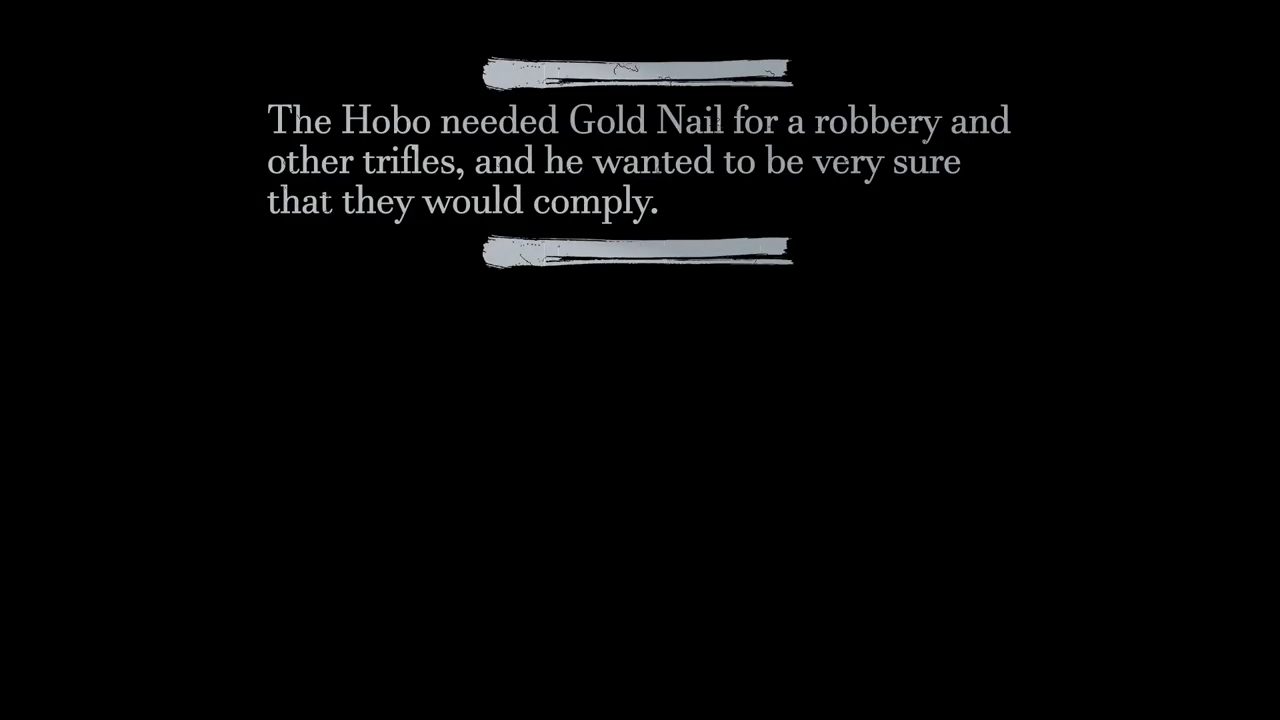 The Hobo needed Gold Nail for a robbery and
other trifles, and he wanted to be very sure
that they would comply.